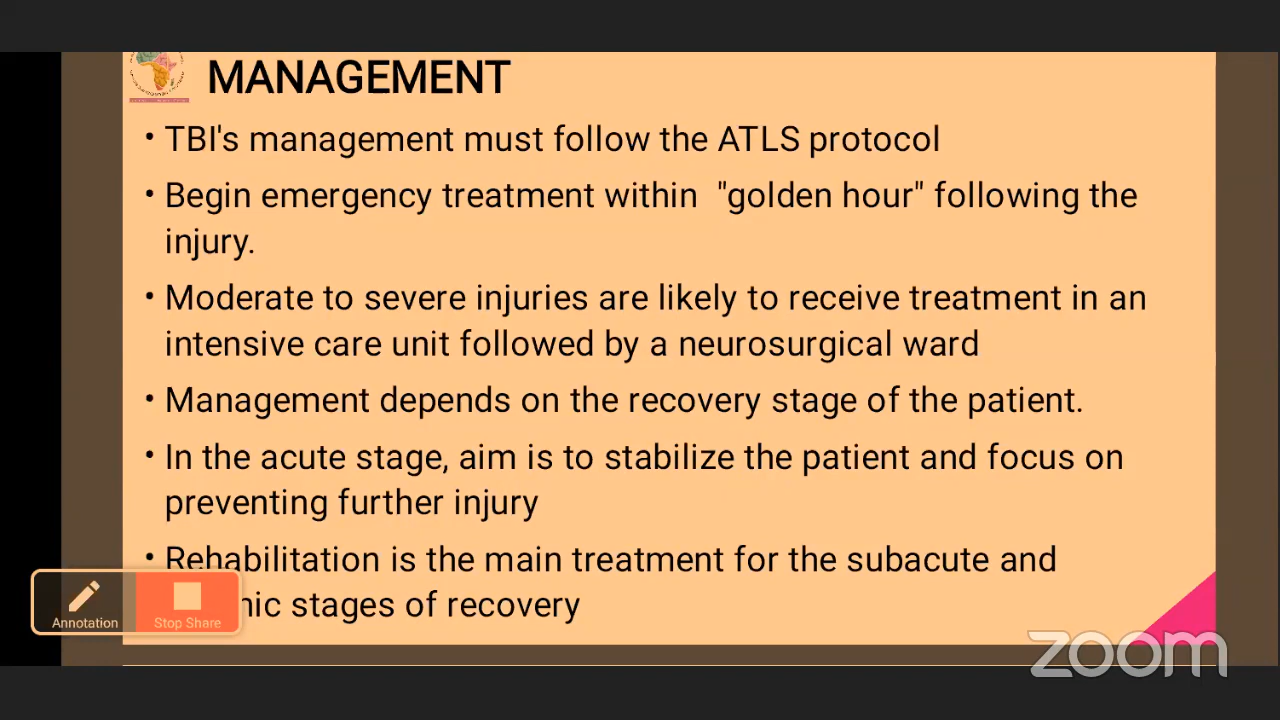 MANAGEMENT
• TBI's management must follow the ATLS protocol
• Begin emergency treatment within "golden hour" following the
injury.
• Moderate to severe injuries are likely to receive treatment in an
intensive care unit followed by a neurosurgical ward
• Management depends on the recovery stage of the patient.
• In the acute stage, aim is to stabilize the patient and focus on
preventing further injury
• Rehabilitation is the main treatment for the subacute and
nic stages of recovery
Annotation Stop Share
zoom